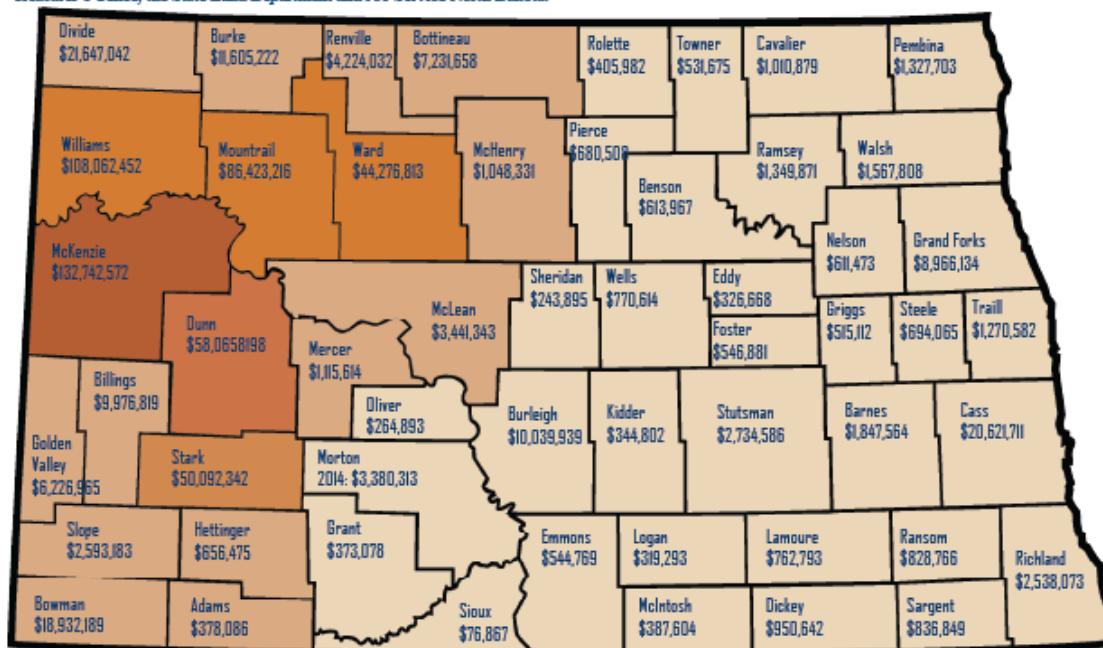 Divide
$21,647,042
Burke
$11,605,222
Renville
$4,224,032
Bottineau
$7,231,658
Rolette
$405,982
Towner
$531,675
Cavalier
$1,010,879
Pembina
$1,327,703
Williams
$108,062,452
Mountrail
$86,423,216
Ward
$44,276,813
McHenry
$1,048,331
Pierce
$680,508
Benson
$613,967
Ramsey
$1,349,871
Walsh
$1,567,808
McKenzie
$132,742,572
Nelson
$611,473
Grand Forks
$8,966,134
Dunn
$58,0658198
McLean
$3,441,343
Sheridan
$243,895
Wells
$770,614
Eddy
$326,668
Foster
$546,881
Griggs
$515,112
Steele
$694,065
Traill
$1,270,582
Mercer
$1,115,614
Billings
$9,976,819
Oliver
$264,893
Burleigh
$10,039,939
Kidder
$344,802
Stutsman
$2,734,586
Barnes
$1,847,564
Cass
$20,621,711
Golden
Valley
$6,226,965
Stark
$50,092,342
Morton
2014: $3,380,313
Slope
$2,593,183
Hettinger
$656,475
Grant
$373,078
Emmons
$544,769
Logan
$319,293
Lamoure
$762,793
Ransom
$828,766
Richland
$2,538,073
Bowman
$18,932,189
Adams
$378,086
Sioux
$76,867
McIntosh
$387,604
Dickey
$950,642
Sargent
$836,849